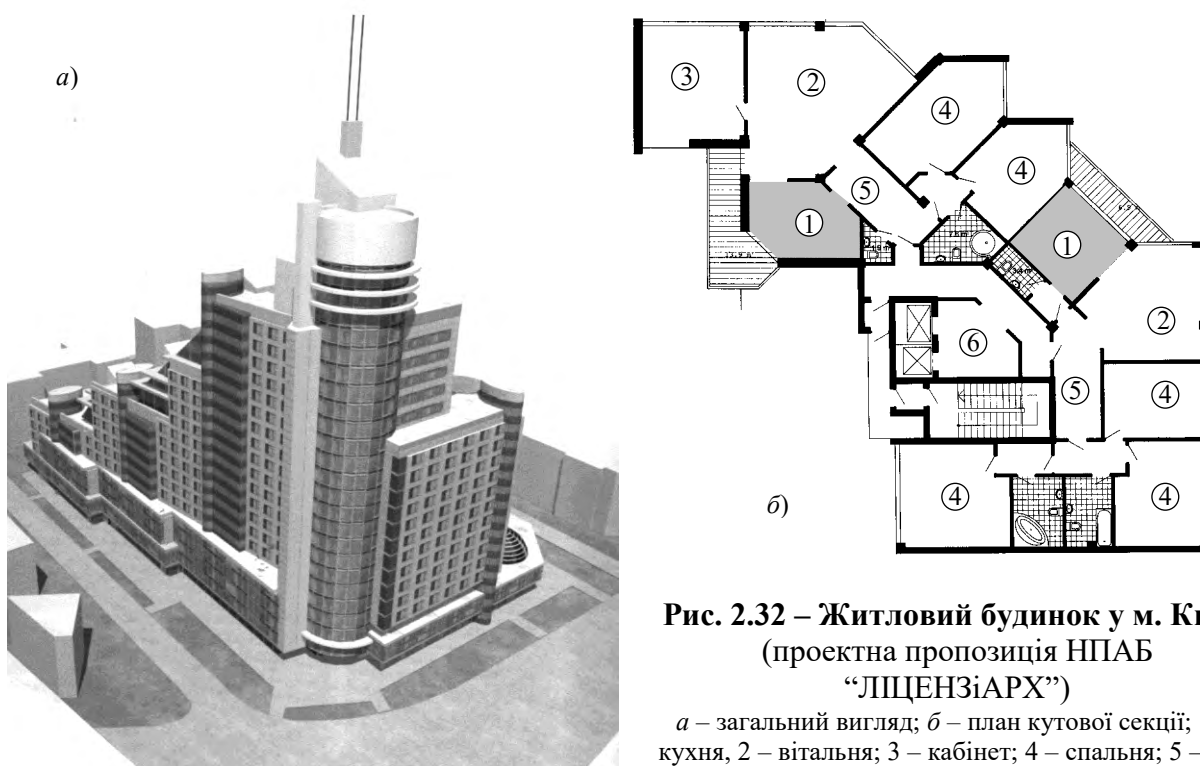 а)
3
2
4
4
5
1
1
2
6
5
4
4
4
б)
Рис. 2.32 – Житловий будинок у м. Ки
(проектна пропозиція НПАБ
“ЛІЦЕНЗіАРХ”)
а – загальний вигляд; б – план кутової секції;
кухня, 2 – вітальня; 3 – кабінет; 4 – спальня; 5 –